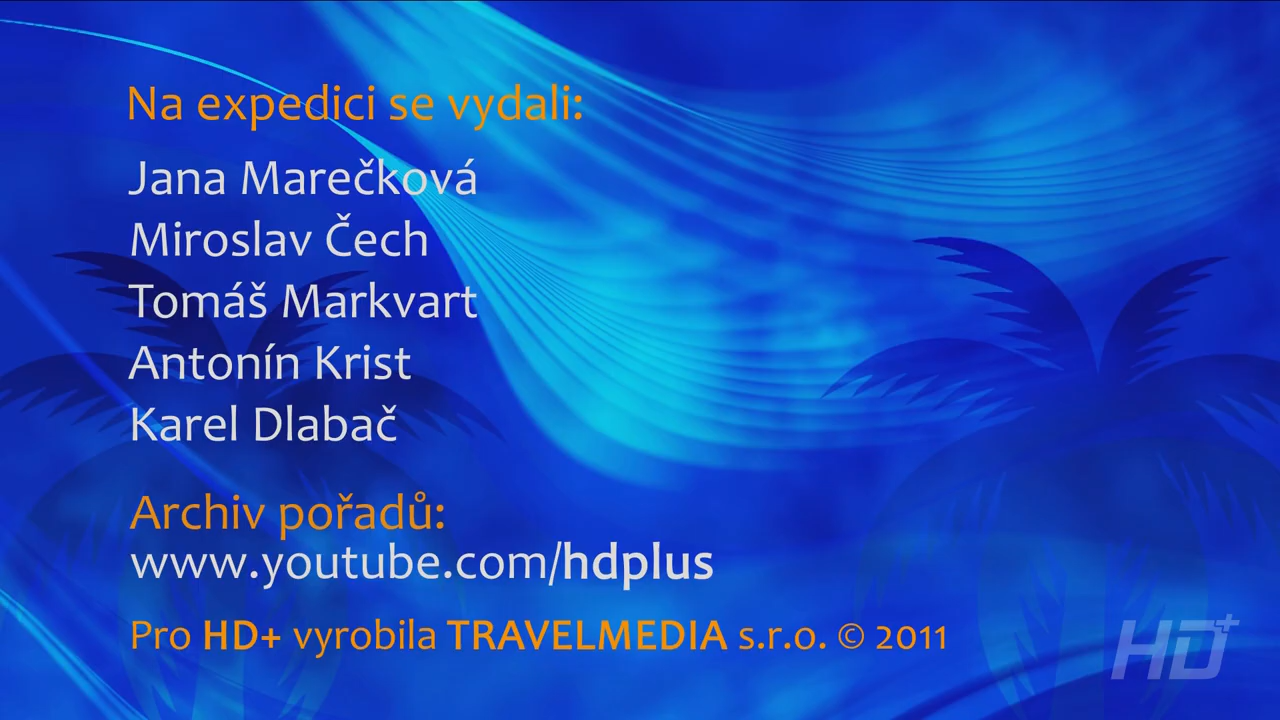 Na expedici se vydali:
Jana Marečková
Miroslav Čech
Tomáš Markvart
Antonín Krist
Karel Dlabač
Archiv pořadů:
www.youtube.com/hdplus
Pro HD+ vyrobila TRAVELMEDIA s.r.o. © 2011
HD+